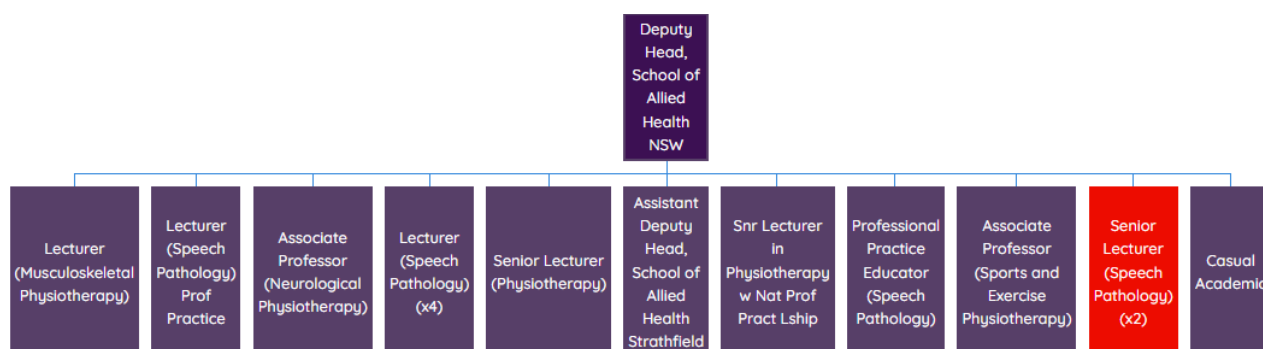 Deputy
Head,
School of
Allied
Health
NSW
Lecturer
(Musculoskeletal
Physiotherapy)
Lecturer
(Speech
Pathology)
Prof
Practice
Associate
Professor
(Neurological
Physiotherapy)
Lecturer
(Speech
Pathology)
(x4)
Senior Lecturer
(Physiotherapy)
Assistant
Deputy
Head,
School of
Allied
Health
Strathfield
Snr Lecturer
in
Physiotherapy
w Nat Prof
Pract Lship
Professional
Practice
Educator
(Speech
Pathology)
Associate
Professor
(Sports and
Exercise
Physiotherapy)
Senior
Lecturer
(Speech
Pathology)
(x2)
Casual
Academic